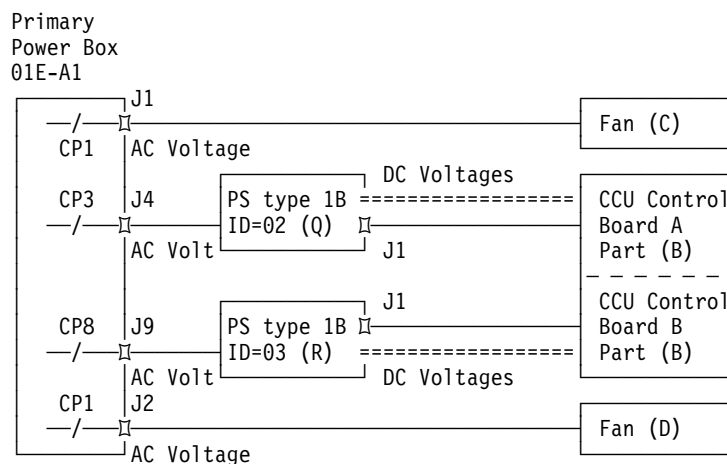 Primary
Power Box
01E-A1
J1
Fan (C)
CP1 AC Voltage
DC Voltages
CP3 J4 PS type 1B CCU Control
ID=02 (Q) Board A
AC Volt J1 Part (B)
J1 CCU Control
CP8 J9 PS type 1B Board B
ID=03 (R) Part (B)
AC Volt DC Voltages
CP1 J2
Fan (D)
AC Voltage